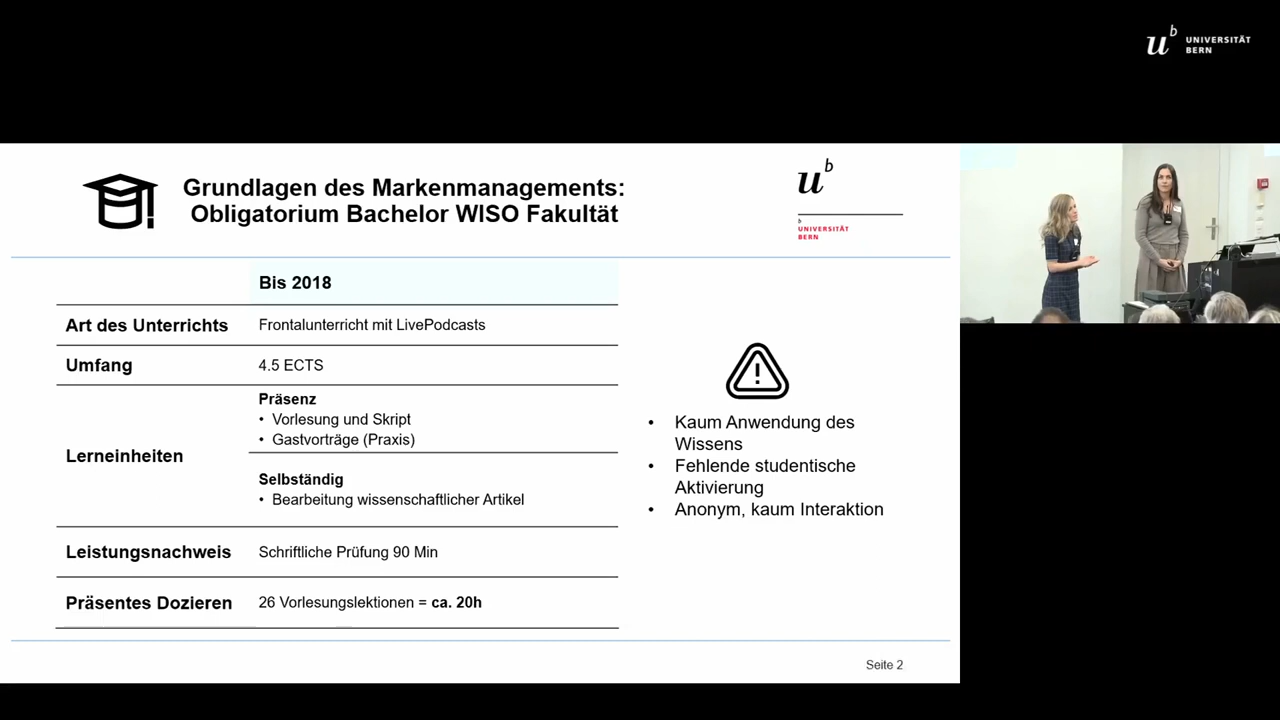 u^b UNIVERSITÄT
BERN
Grundlagen des Markenmanagements:
Obligatorium Bachelor WISO Fakultät
u^b
b
UNIVERSITÄT
BERN
Bis 2018
Art des Unterrichts Frontalunterricht mit LivePodcasts
Umfang 4.5 ECTS
Lerneinheiten
Präsenz
• Vorlesung und Skript
• Gastvorträge (Praxis)
Selbständig
• Bearbeitung wissenschaftlicher Artikel
Leistungsnachweis Schriftliche Prüfung 90 Min
Präsentes Dozieren 26 Vorlesungslektionen = ca. 20h
• Kaum Anwendung des
Wissens
• Fehlende studentische
Aktivierung
• Anonym, kaum Interaktion
Seite 2